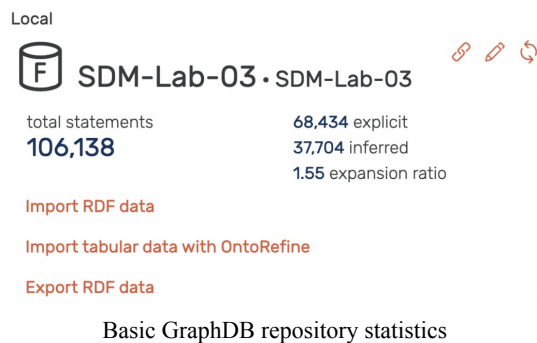 Local
F SDM-Lab-03 · SDM-Lab-03
total statements
106,138
68,434 explicit
37,704 inferred
1.55 expansion ratio
Import RDF data
Import tabular data with OntoRefine
Export RDF data
Basic GraphDB repository statistics